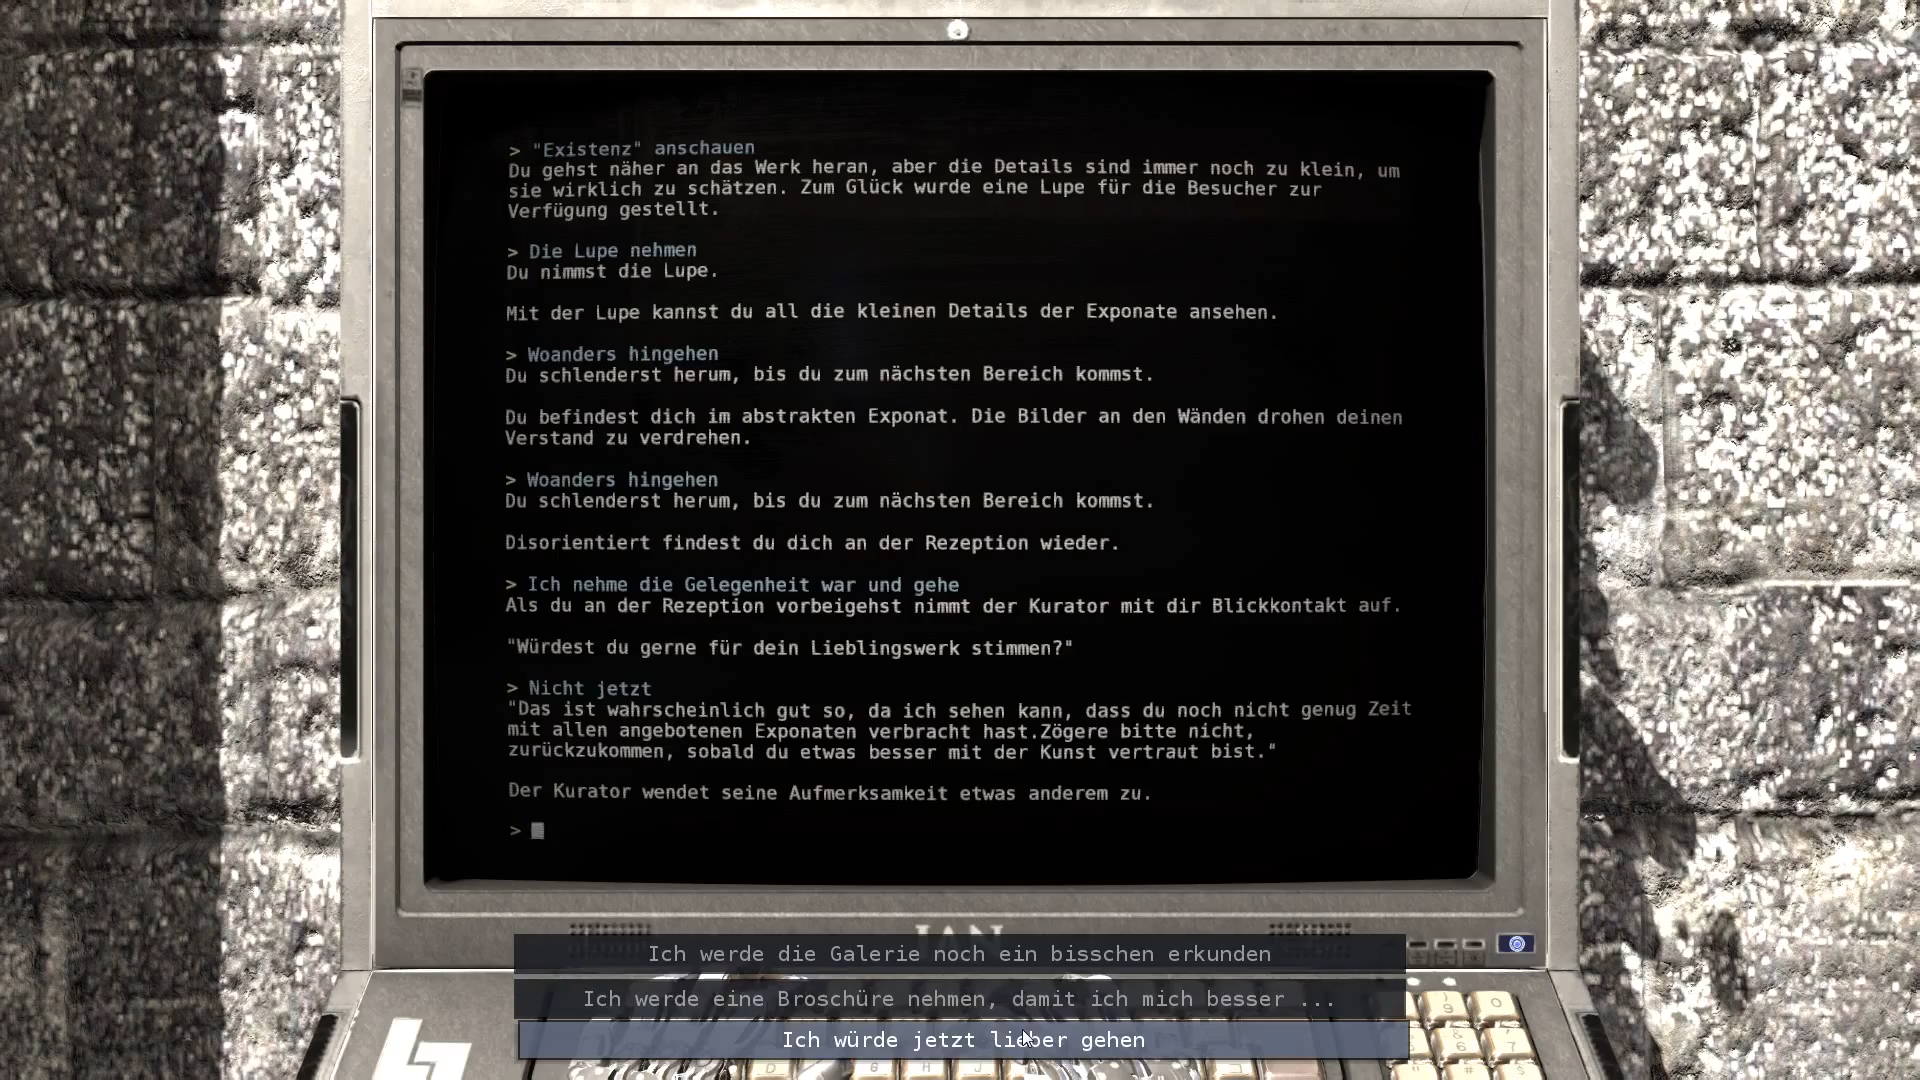 > "Existenz" anschauen
Du gehst näher an das Werk heran, aber die Details sind immer noch zu klein, um
sie wirklich zu schätzen. Zum Glück wurde eine Lupe für die Besucher zur
Verfügung gestellt.
> Die Lupe nehmen
Du nimmst die Lupe.
Mit der Lupe kannst du all die kleinen Details der Exponate ansehen.
> Woanders hingehen
Du schlenderst herum, bis du zum nächsten Bereich kommst.
Du befindest dich im abstrakten Exponat. Die Bilder an den Wänden drohen deinen
Verstand zu verdrehen.
> Woanders hingehen
Du schlenderst herum, bis du zum nächsten Bereich kommst.
Disorientiert findest du dich an der Rezeption wieder.
> Ich nehme die Gelegenheit war und gehe
Als du an der Rezeption vorbeigehst nimmt der Kurator mit dir Blickkontakt auf.
"Würdest du gerne für dein Lieblingswerk stimmen?"
> Nicht jetzt
"Das ist wahrscheinlich gut so, da ich sehen kann, dass du noch nicht genug Zeit
mit allen angebotenen Exponaten verbracht hast.Zögere bitte nicht,
zurückzukommen, sobald du etwas besser mit der Kunst vertraut bist."
Der Kurator wendet seine Aufmerksamkeit etwas anderem zu.
>
Ich werde die Galerie noch ein bisschen erkunden
Ich werde eine Broschüre nehmen, damit ich mich besser ...
Ich würde jetzt lieber gehen